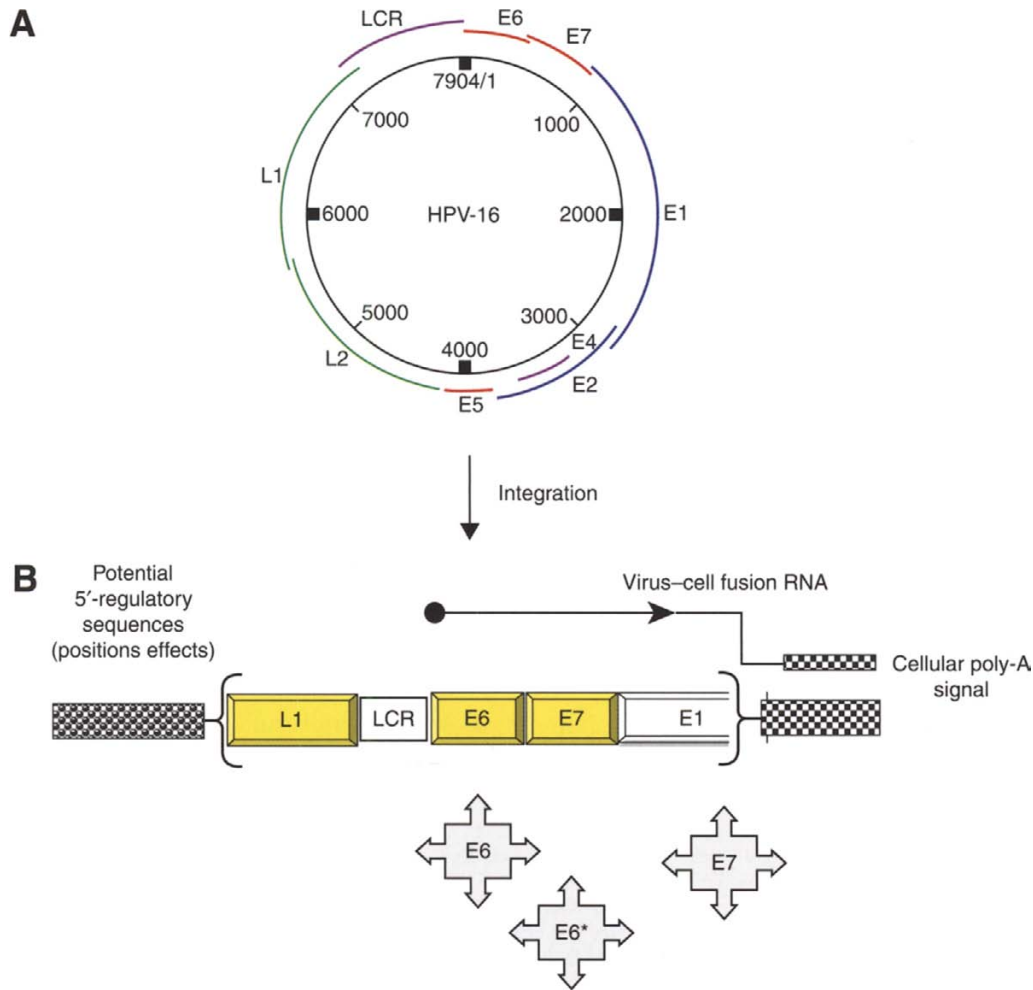 A
LCR
E6
E7
7904/1
7000
1000
L1
6000
HPV-16
2000
E1
5000
3000
4000
E4
L2
E2
E5
Integration
B
Potential
5′-regulatory
sequences
(positions effects)
Virus–cell fusion RNA
Cellular poly-A
signal
L1
LCR
E6
E7
E1
E6
E7
E6*